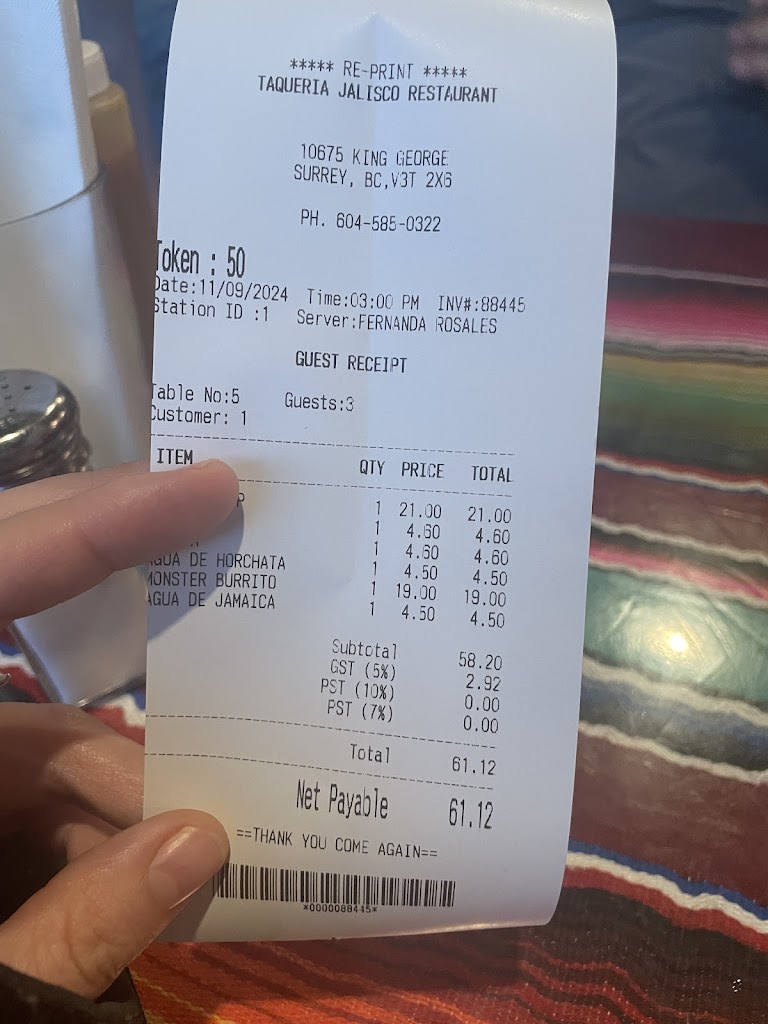 ***** RE-PRINT *****
TAQUERIA JALISCO RESTAURANT
10675 KING GEORGE
SURREY, BC,V3T 2X6
PH. 604-585-0322
Token : 50
Date:11/09/2024 Time:03:00 PM INV#:88445
Station ID :1 Server:FERNANDA ROSALES
GUEST RECEIPT
Table No:5 Guests:3
Customer: 1
ITEM QTY PRICE TOTAL
1 21.00 21.00
1 4.60 4.60
1 4.60 4.60
AGUA DE HORCHATA 1 4.50 4.50
MONSTER BURRITO 1 19.00 19.00
AGUA DE JAMAICA 1 4.50 4.50
Subtotal 58.20
GST (5%) 2.92
PST (10%) 0.00
PST (7%) 0.00
Total 61.12
Net Payable 61.12
==THANK YOU COME AGAIN==
*0000088445*